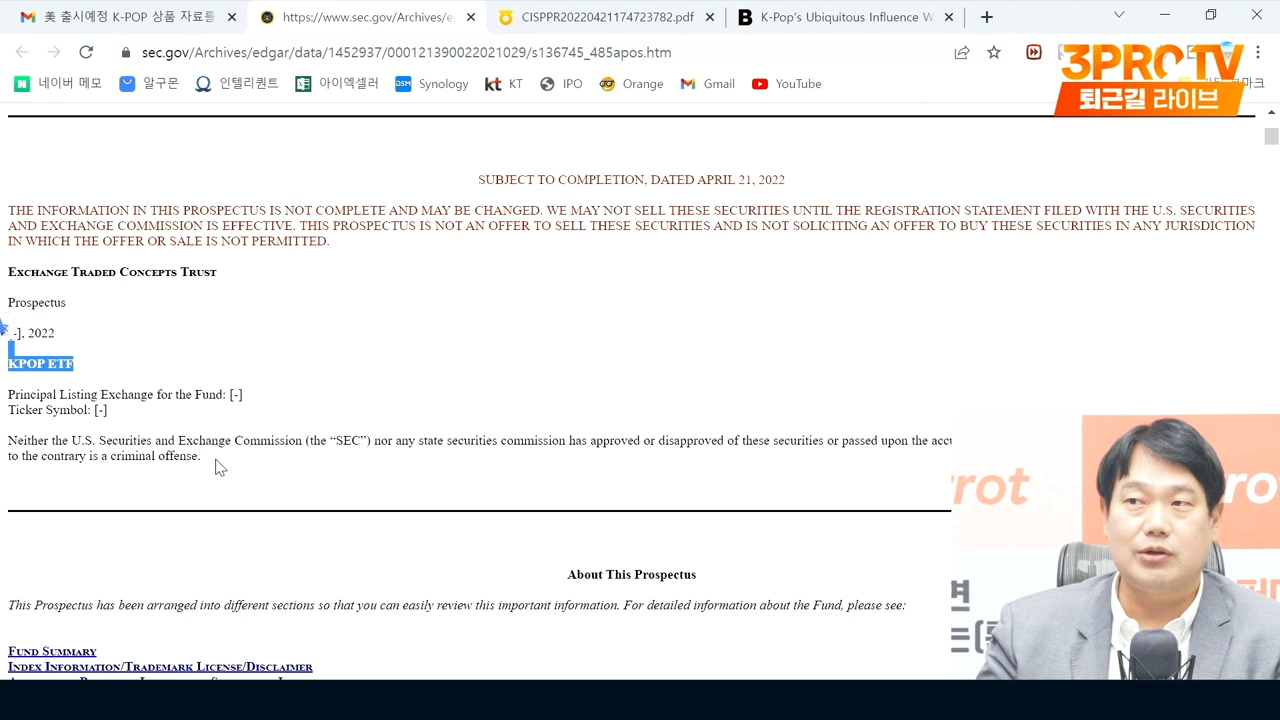 美 출시예정 K-POP 상품 자료를
https://www.sec.gov/Archives/e
CISPPR20220421174723782.pdf
K-Pop's Ubiquitous Influence W
sec.gov/Archives/edgar/data/1452937/000121390022021029/s136745_485apos.htm
3PROTV
퇴근길 라이브
네이버 메모
알구몬
인텔리퀀트
아이엑셀러
DSM
Synology
kt
KT
IPO
Orange
Gmail
YouTube
SUBJECT TO COMPLETION, DATED APRIL 21, 2022
THE INFORMATION IN THIS PROSPECTUS IS NOT COMPLETE AND MAY BE CHANGED. WE MAY NOT SELL THESE SECURITIES UNTIL THE REGISTRATION STATEMENT FILED WITH THE U.S. SECURITIES
AND EXCHANGE COMMISSION IS EFFECTIVE. THIS PROSPECTUS IS NOT AN OFFER TO SELL THESE SECURITIES AND IS NOT SOLICITING AN OFFER TO BUY THESE SECURITIES IN ANY JURISDICTION
IN WHICH THE OFFER OR SALE IS NOT PERMITTED.
EXCHANGE TRADED CONCEPTS TRUST
Prospectus
-], 2022
KPOP ETF
Principal Listing Exchange for the Fund: [-]
Ticker Symbol: [-]
Neither the U.S. Securities and Exchange Commission (the “SEC”) nor any state securities commission has approved or disapproved of these securities or passed upon the accu
to the contrary is a criminal offense.
rot
ro
About This Prospectus
This Prospectus has been arranged into different sections so that you can easily review this important information. For detailed information about the Fund, please see:
FUND SUMMARY
INDEX INFORMATION/TRADEMARK LICENSE/DISCLAIMER